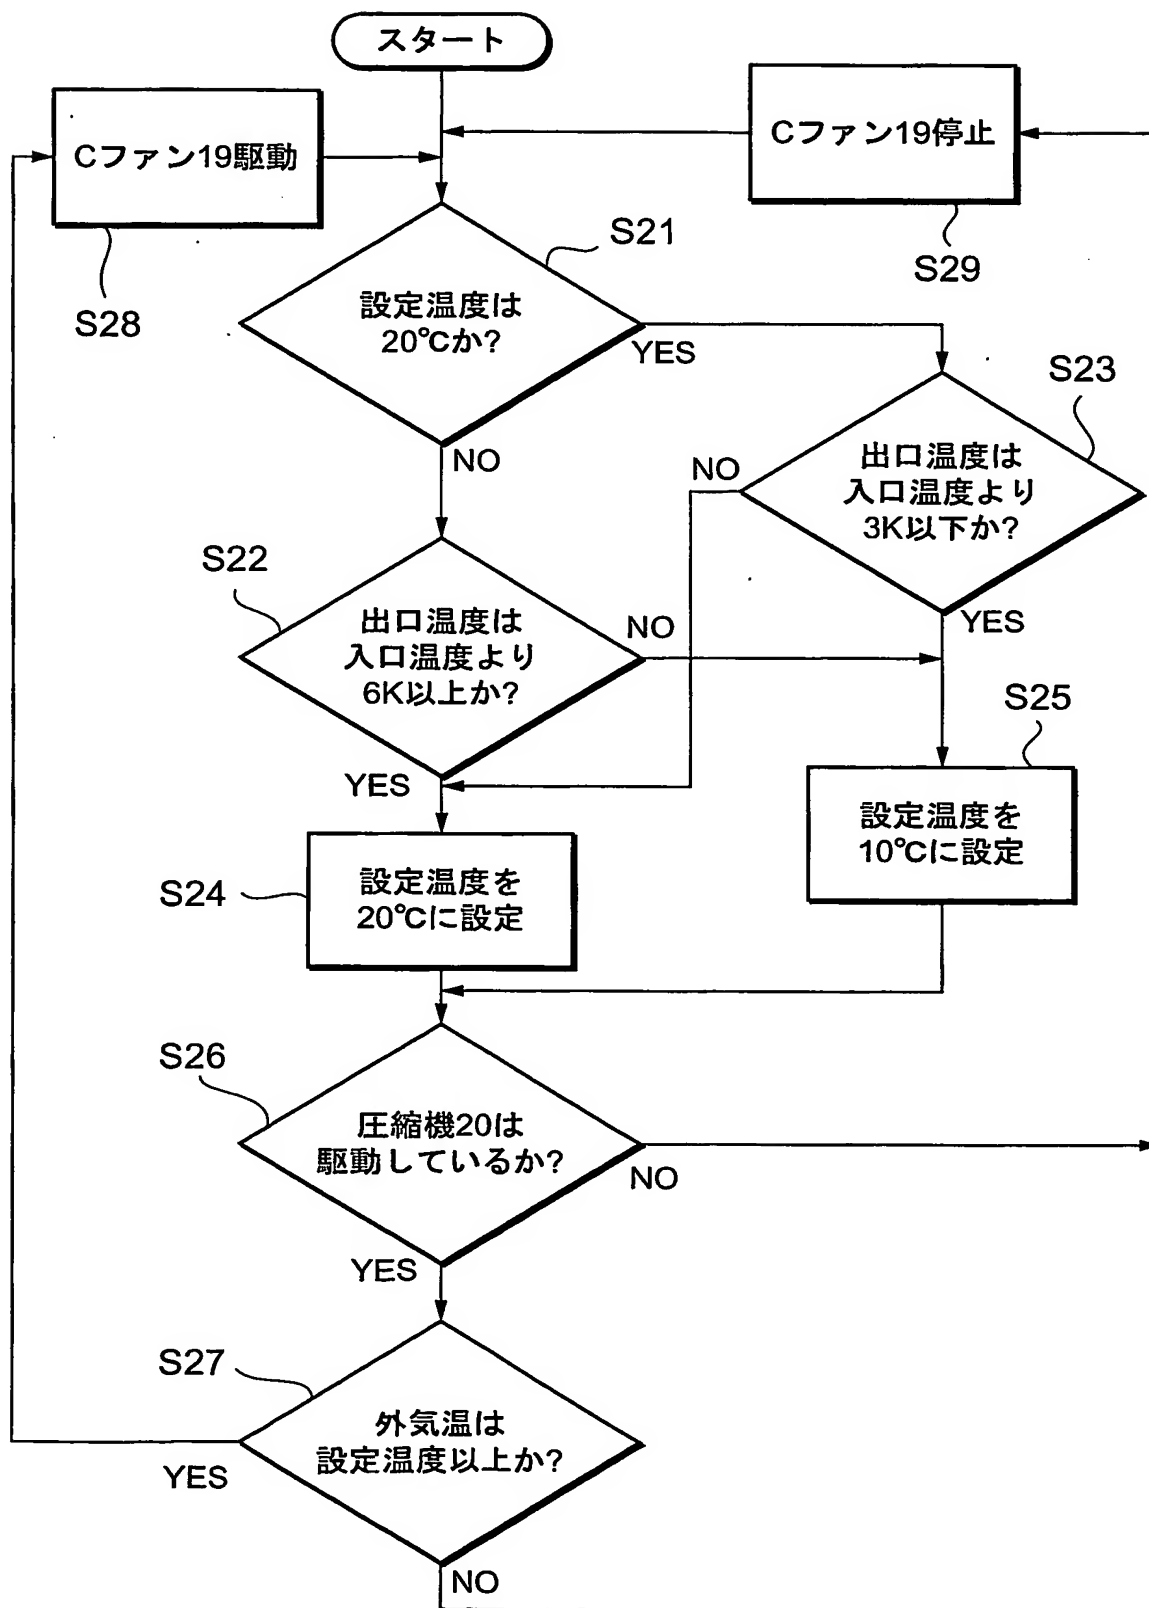 スタート
Cファン19駆動
S28
Cファン19停止
S29
S21
設定温度は
20℃か?
YES
NO
S23
出口温度は
入口温度より
3K以下か?
NO
YES
S22
出口温度は
入口温度より
6K以上か?
NO
YES
S25
設定温度を
10℃に設定
S24
設定温度を
20℃に設定
S26
圧縮機20は
駆動しているか?
NO
YES
S27
外気温は
設定温度以上か?
YES
NO